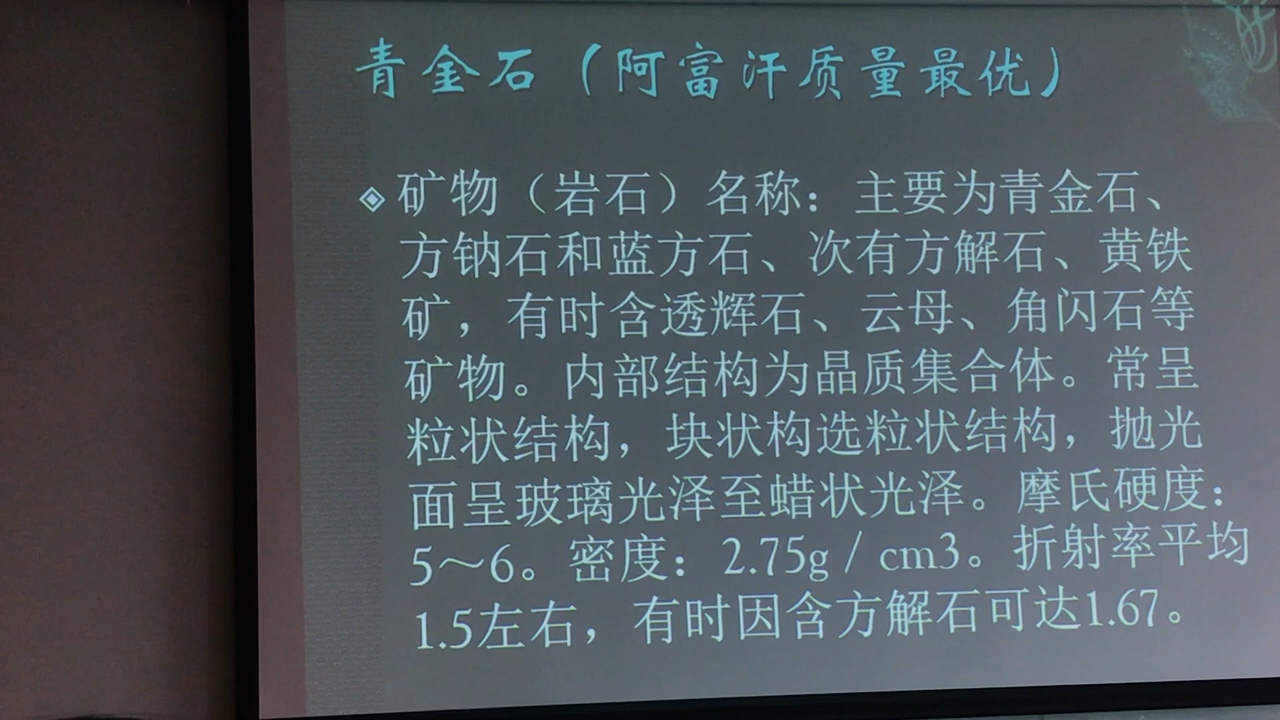 青金石（阿富汗质量最优）
矿物（岩石）名称：主要为青金石、
方钠石和蓝方石、次有方解石、黄铁
矿，有时含透辉石、云母、角闪石等
矿物。内部结构为晶质集合体。常呈
粒状结构，块状构选粒状结构，抛光
面呈玻璃光泽至蜡状光泽。摩氏硬度：
5～6。密度：2.75g / cm3。折射率平均
1.5左右，有时因含方解石可达1.67。